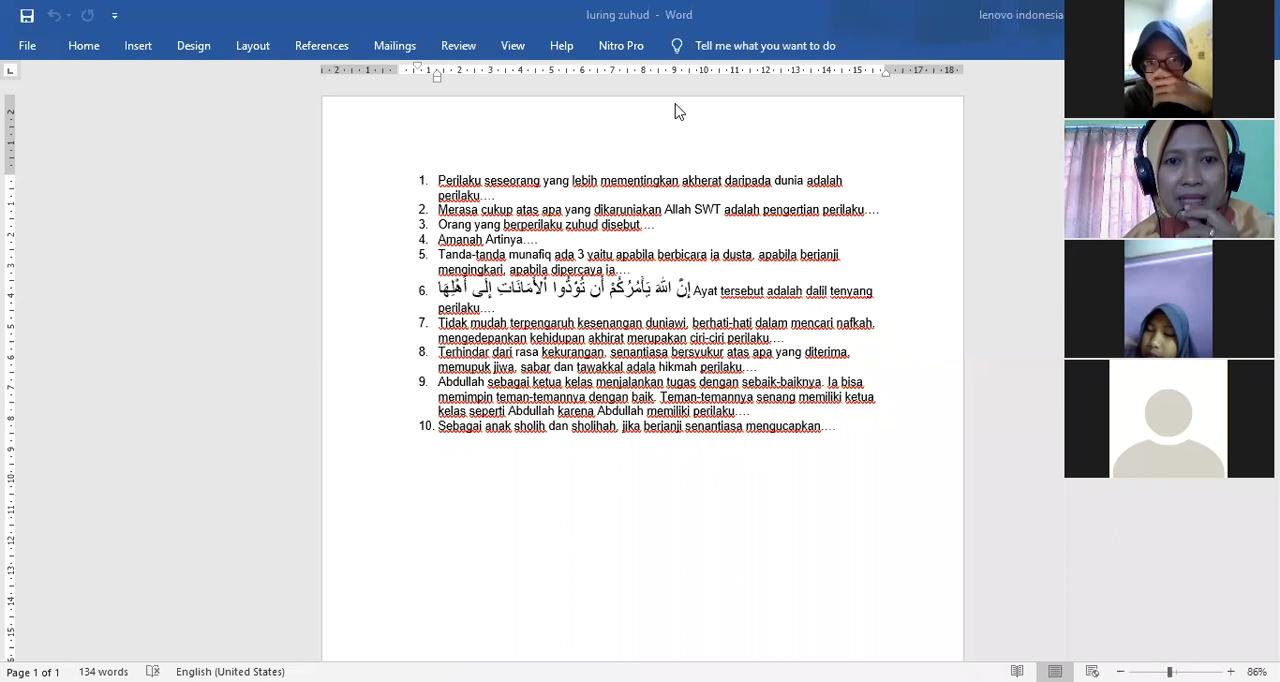 luring zuhud - Word
lenovo indonesia
File Home Insert Design Layout References Mailings Review View Help Nitro Pro Tell me what you want to do
1. Perilaku seseorang yang lebih mementingkan akherat daripada dunia adalah
perilaku....
2. Merasa cukup atas apa yang dikaruniakan Allah SWT adalah pengertian perilaku....
3. Orang yang berperilaku zuhud disebut....
4. Amanah Artinya....
5. Tanda-tanda munafiq ada 3 yaitu apabila berbicara ia dusta, apabila berjanji
mengingkari, apabila dipercaya ia....
6. إِنَّ اللهَ يَأْمُرُكُمْ أَن تُؤَدُّوا الْأَمَانَاتِ إِلَى أَهْلِهَا Ayat tersebut adalah dalil tenyang
perilaku....
7. Tidak mudah terpengaruh kesenangan duniawi, berhati-hati dalam mencari nafkah,
mengedepankan kehidupan akhirat merupakan ciri-ciri perilaku....
8. Terhindar dari rasa kekurangan, senantiasa bersyukur atas apa yang diterima,
memupuk jiwa, sabar dan tawakkal adala hikmah perilaku....
9. Abdullah sebagai ketua kelas menjalankan tugas dengan sebaik-baiknya. Ia bisa
memimpin teman-temannya dengan baik. Teman-temannya senang memiliki ketua
kelas seperti Abdullah karena Abdullah memiliki perilaku....
10. Sebagai anak sholih dan sholihah, jika berjanji senantiasa mengucapkan....
Page 1 of 1 134 words English (United States) 86%